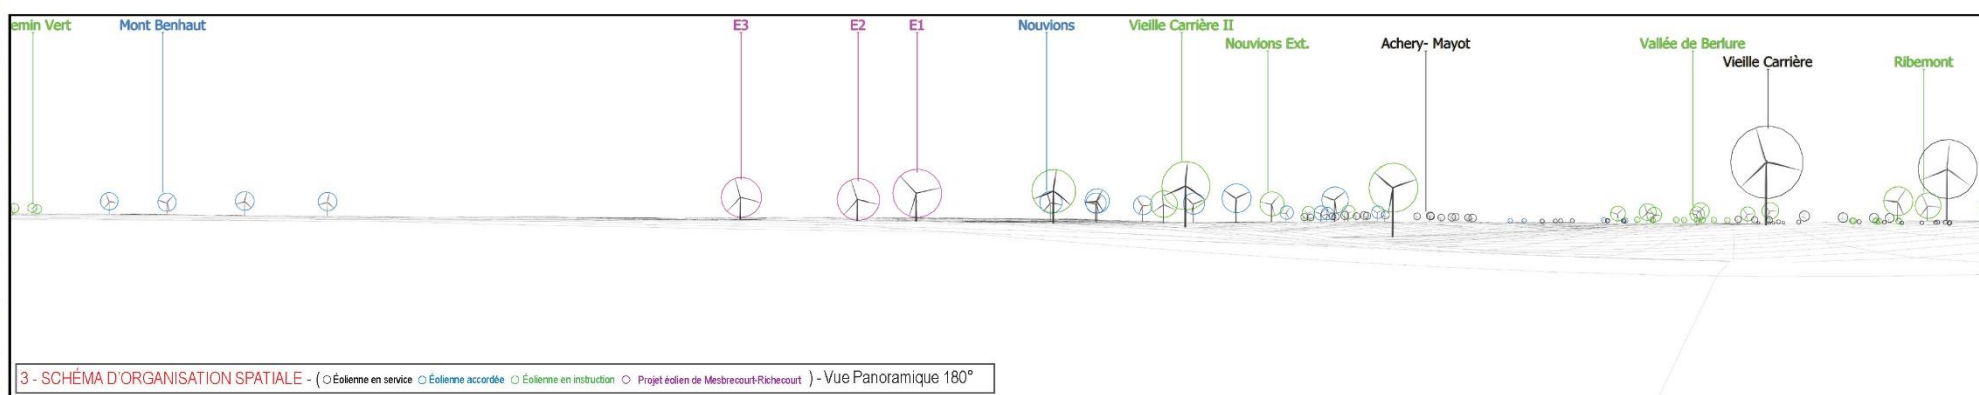 emin Vert
Mont Benhaut
E3
E2
E1
Nouvions
Vieille Carrière II
Nouvions Ext.
Achery- Mayot
Vallée de Berlure
Vieille Carrière
Ribemont
3 - SCHÉMA D'ORGANISATION SPATIALE - ( Éolienne en service Éolienne accordée Éolienne en instruction Projet éolien de Mesbrecourt-Richecourt ) - Vue Panoramique 180°